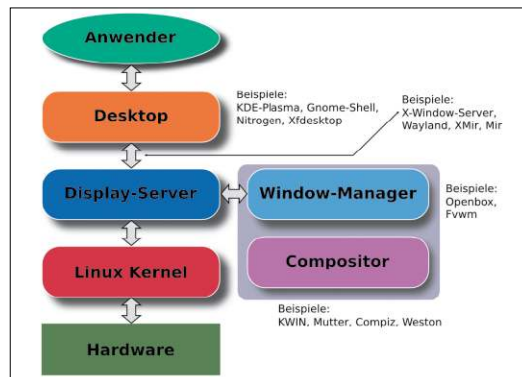 Anwender
Beispiele:
KDE-Plasma, Gnome-Shell,
Nitrogen, Xfdesktop
Desktop
Beispiele:
X-Window-Server,
Wayland, XMir, Mir
Display-Server
Window-Manager
Beispiele:
Openbox,
Fvwm
Linux Kernel
Compositor
Beispiele:
KWIN, Mutter, Compiz, Weston
Hardware